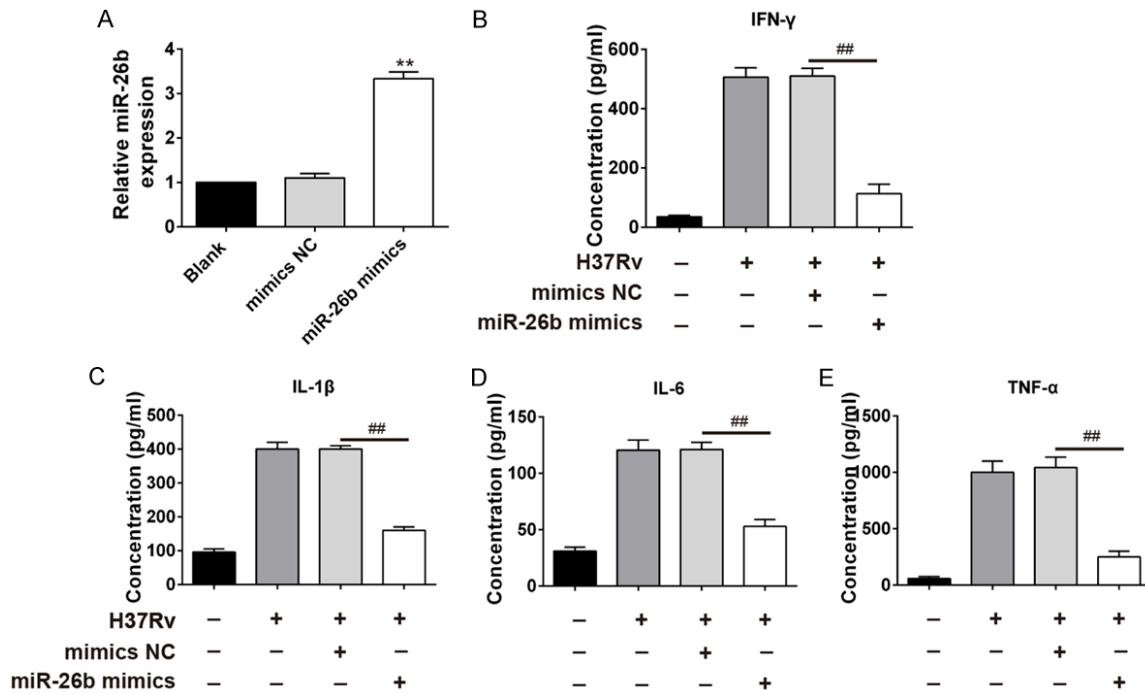 A
Relative miR-26b
expression
4
3
2
1
0
**
Blank
mimics NC
miR-26b mimics
B
IFN-γ
Concentration (pg/ml)
600
400
200
0
##
H37Rv – + + +
mimics NC – – + –
miR-26b mimics – – – +
C
IL-1β
Concentration (pg/ml)
500
400
300
200
100
0
##
H37Rv – + + +
mimics NC – – + –
miR-26b mimics – – – +
D
IL-6
Concentration (pg/ml)
150
100
50
0
##
– + + +
– – + –
– – – +
E
TNF-α
Concentration (pg/ml)
1500
1000
500
0
##
– + + +
– – + –
– – – +